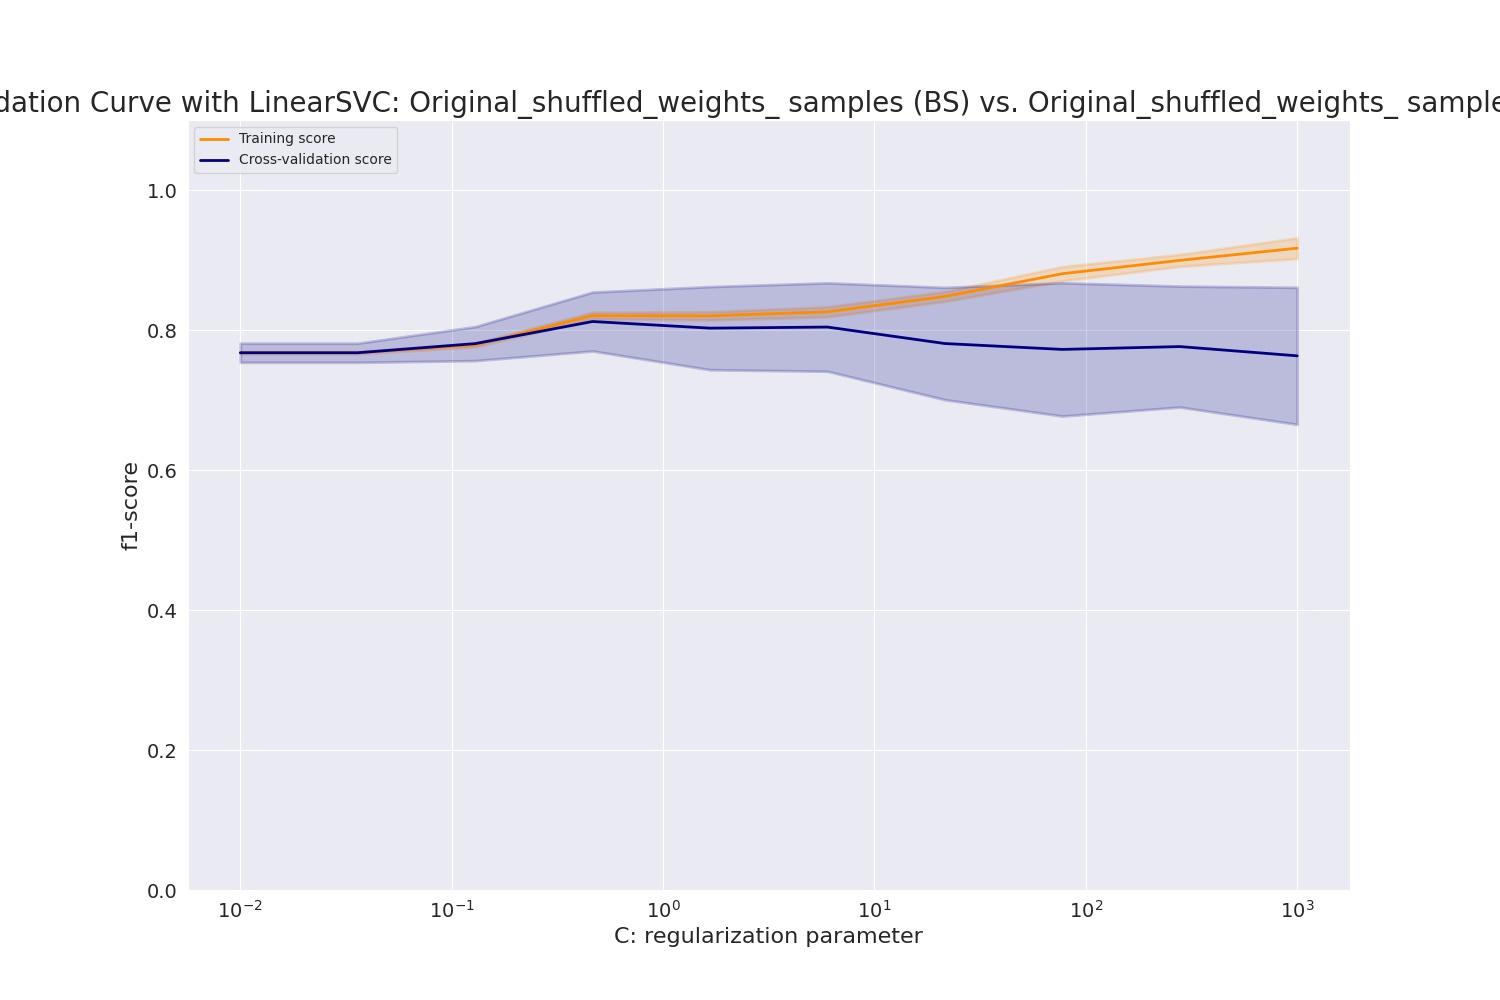 dation Curve with LinearSVC: Original_shuffled_weights_ samples (BS) vs. Original_shuffled_weights_ sample
Training score
Cross-validation score
1.0
0.8
0.6
0.4
0.2
0.0
f1-score
10⁻² 10⁻¹ 10⁰ 10¹ 10² 10³
C: regularization parameter